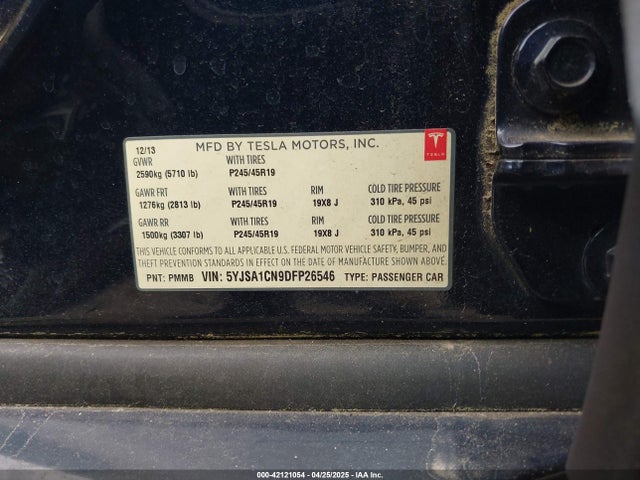 12/13 MFD BY TESLA MOTORS, INC.
TESLA
GVWR WITH TIRES
2590kg (5710 lb) P245/45R19
GAWR FRT WITH TIRES RIM COLD TIRE PRESSURE
1276kg (2813 lb) P245/45R19 19X8 J 310 kPa, 45 psi
GAWR RR WITH TIRES RIM COLD TIRE PRESSURE
1500kg (3307 lb) P245/45R19 19X8 J 310 kPa, 45 psi
THIS VEHICLE CONFORMS TO ALL APPLICABLE U.S. FEDERAL MOTOR VEHICLE SAFETY, BUMPER, AND
THEFT PREVENTION STANDARDS IN EFFECT ON THE DATE OF MANUFACTURE SHOWN ABOVE.
PNT: PMMB VIN: 5YJSA1CN9DFP26546 TYPE: PASSENGER CAR
000-42121054 - 04/25/2025 - IAA Inc.